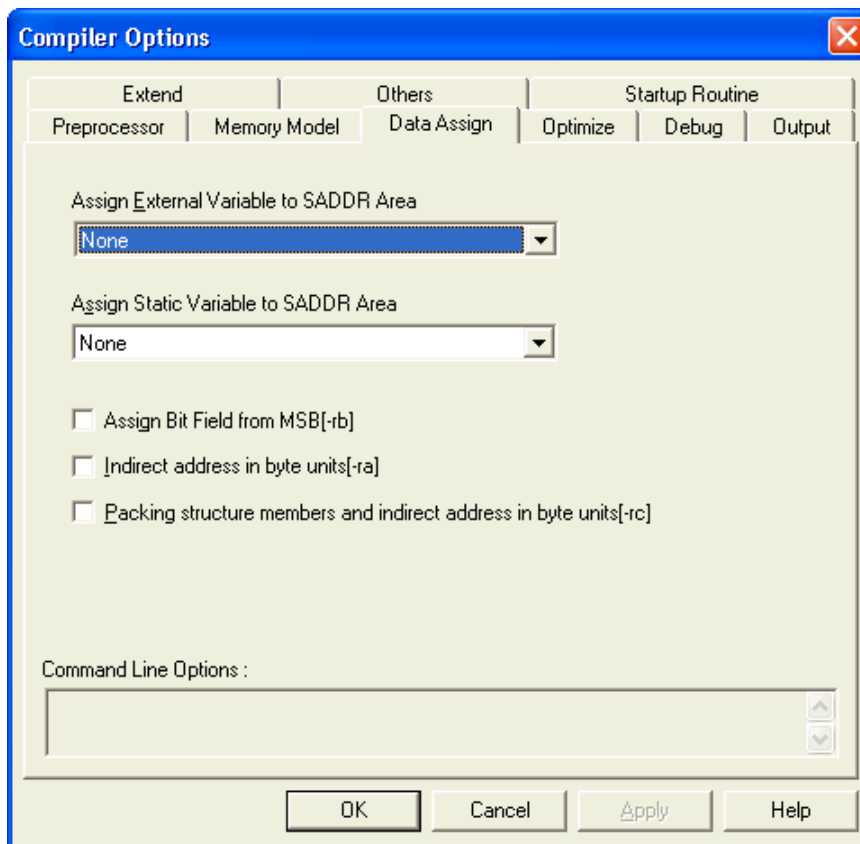 Compiler Options
Extend Others Startup Routine
Preprocessor Memory Model Data Assign Optimize Debug Output
Assign External Variable to SADDR Area
None
Assign Static Variable to SADDR Area
None
Assign Bit Field from MSB[-rb]
Indirect address in byte units[-ra]
Packing structure members and indirect address in byte units[-rc]
Command Line Options :
OK Cancel Apply Help